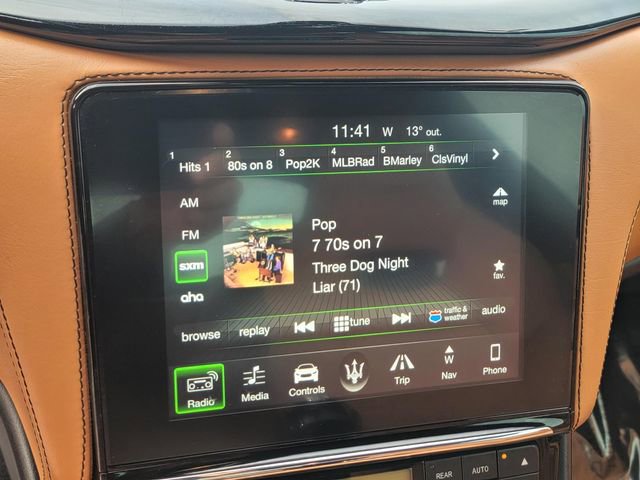 11:41 W 13° out.
1 Hits 1 2 80s on 8 3 Pop2K 4 MLBRad 5 BMarley 6 ClsVinyl
AM
map
FM
Pop
7 70s on 7
sxm
Three Dog Night
fav.
aha
Liar (71)
browse replay tune traffic & weather audio
Radio Media Controls Trip W Nav Phone
REAR AUTO